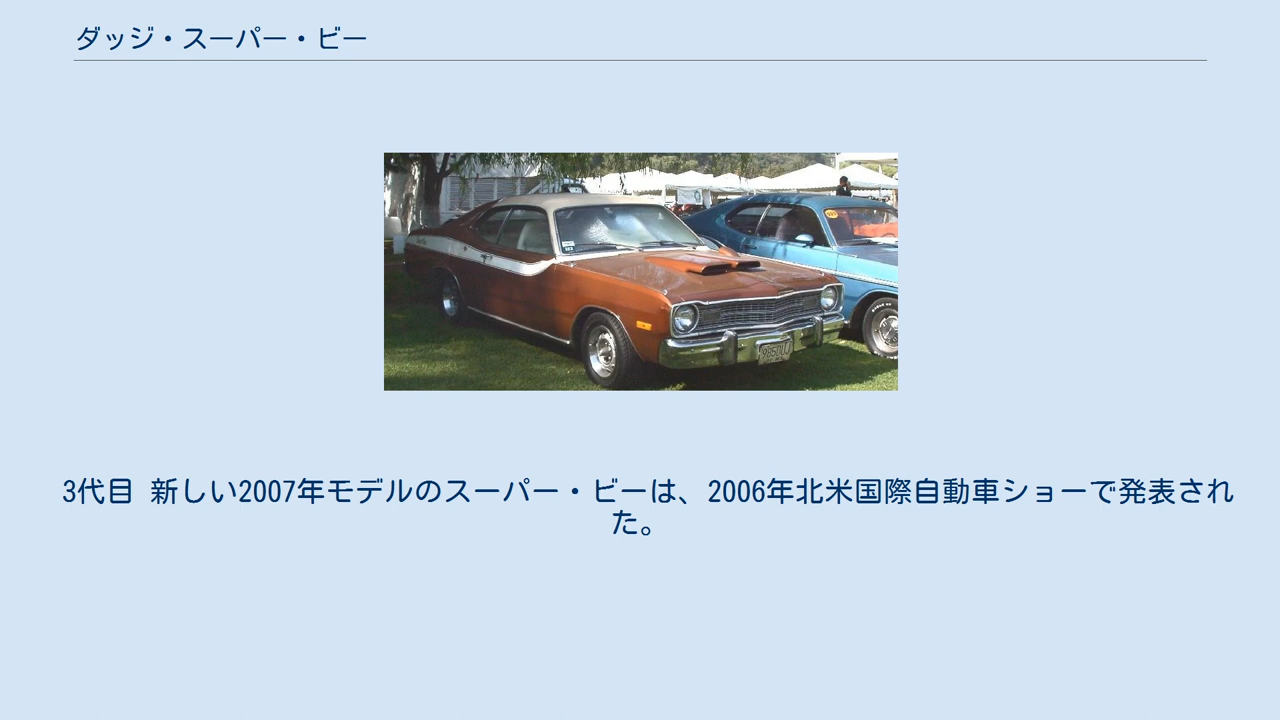 ダッジ・スーパー・ビー
3代目 新しい2007年モデルのスーパー・ビーは、2006年北米国際自動車ショーで発表され
た。